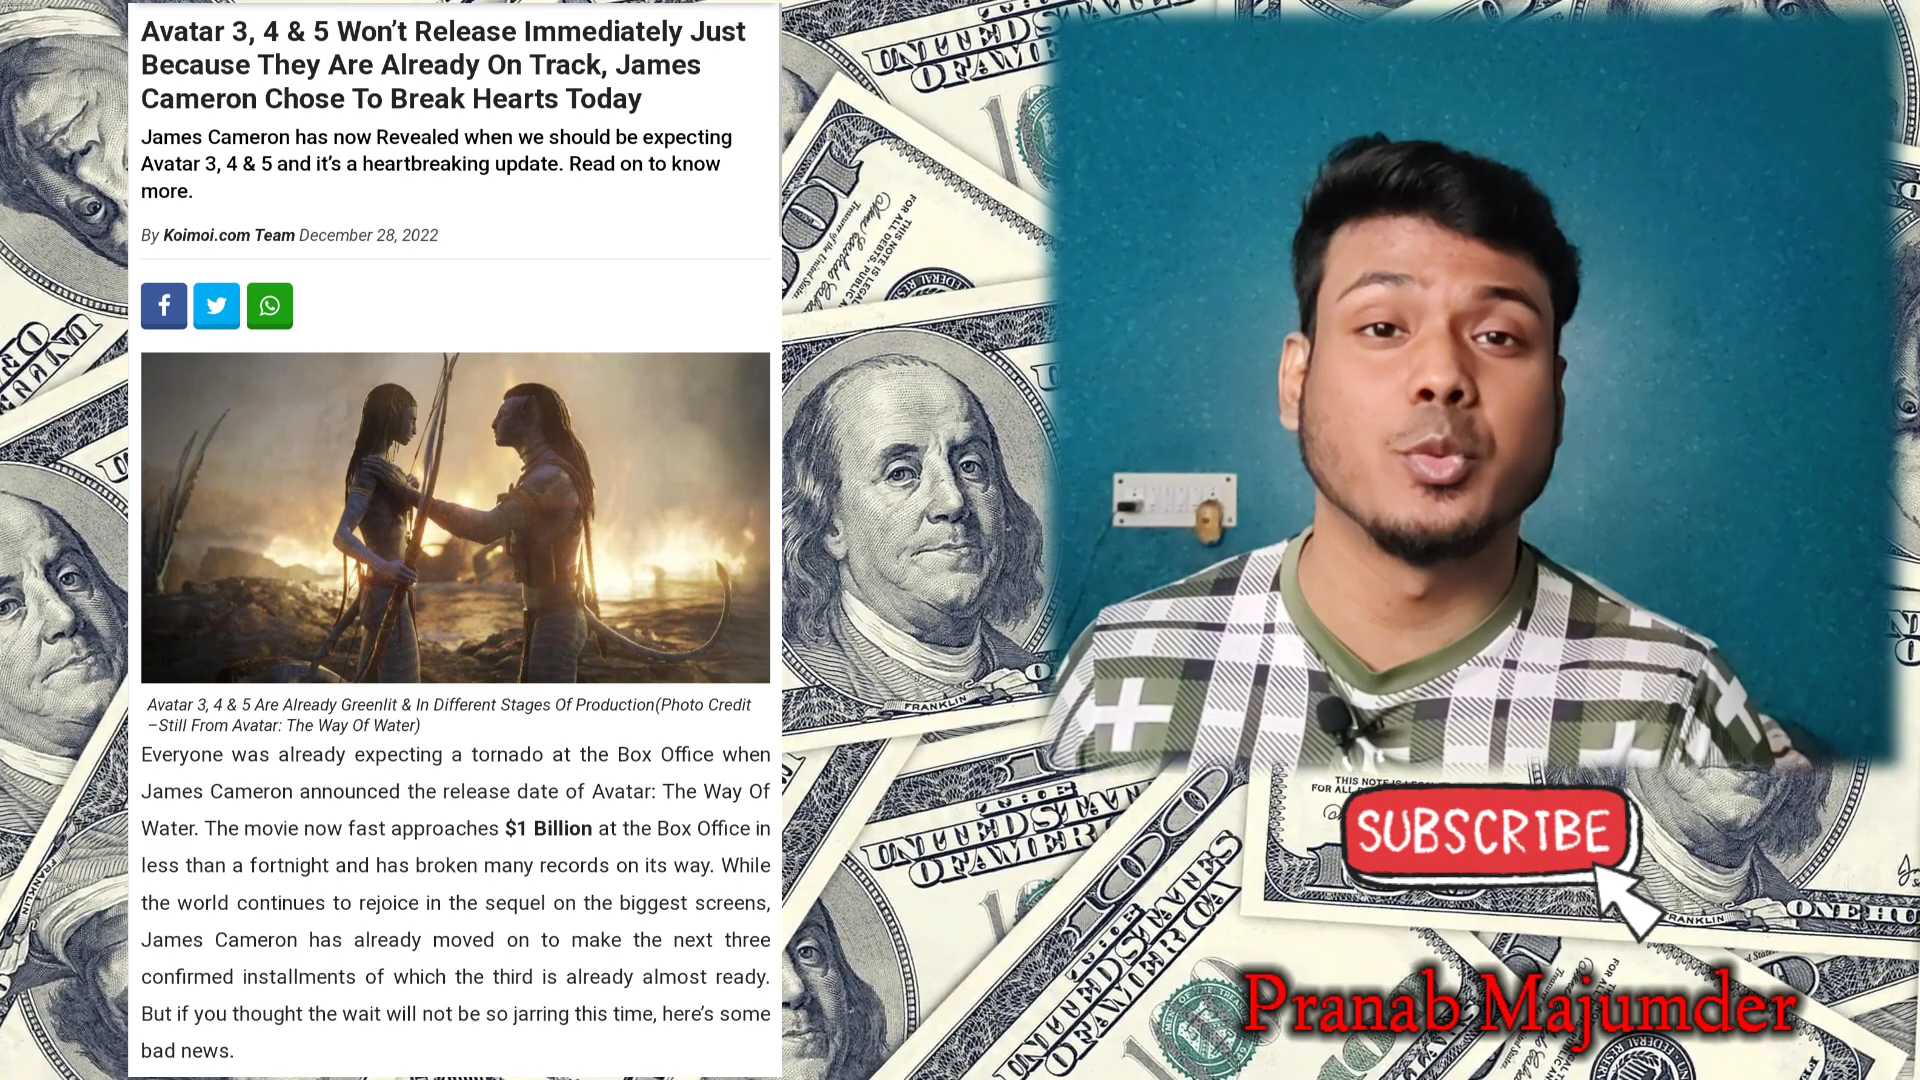 Avatar 3, 4 & 5 Won’t Release Immediately Just
Because They Are Already On Track, James
Cameron Chose To Break Hearts Today
James Cameron has now Revealed when we should be expecting
Avatar 3, 4 & 5 and it’s a heartbreaking update. Read on to know
more.
By Koimoi.com Team December 28, 2022
Avatar 3, 4 & 5 Are Already Greenlit & In Different Stages Of Production(Photo Credit
–Still From Avatar: The Way Of Water)
Everyone was already expecting a tornado at the Box Office when
James Cameron announced the release date of Avatar: The Way Of
Water. The movie now fast approaches $1 Billion at the Box Office in
less than a fortnight and has broken many records on its way. While
the world continues to rejoice in the sequel on the biggest screens,
James Cameron has already moved on to make the next three
confirmed installments of which the third is already almost ready.
But if you thought the wait will not be so jarring this time, here’s some
bad news.
FRANKLIN
SUBSCRIBE
Pranab Majumder